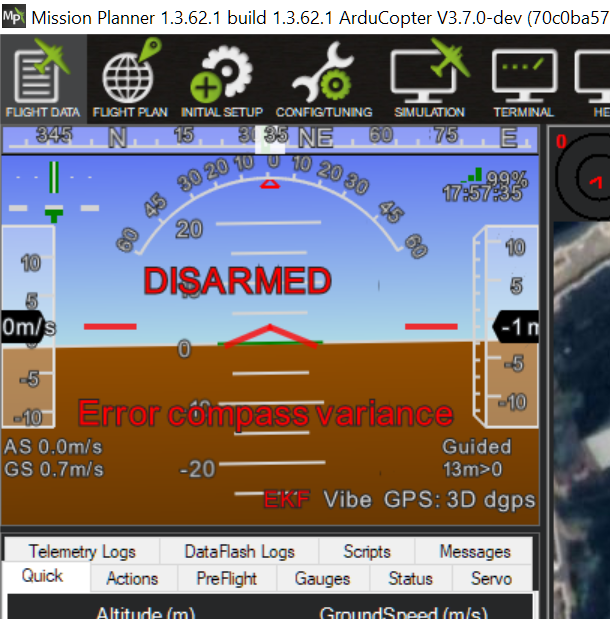 Mp Mission Planner 1.3.62.1 build 1.3.62.1 ArduCopter V3.7.0-dev (70c0ba57
FLIGHT DATA FLIGHT PLAN INITIAL SETUP CONFIG/TUNING SIMULATION TERMINAL HE
345 N 15 35 NE 60 75 E
0
60 45 30 20 10 0 10 20 30 45 60
99%
17:57:35
20
10 10
DISARMED
5 5
0m/s -1 m
0
-5 -5
-10 -10 -10
Error compass variance
AS 0.0m/s Guided
GS 0.7m/s -20 13m>0
EKF Vibe GPS: 3D dgps
Telemetry Logs DataFlash Logs Scripts Messages
Quick Actions PreFlight Gauges Status Servo
Altitude (m) GroundSpeed (m/s)